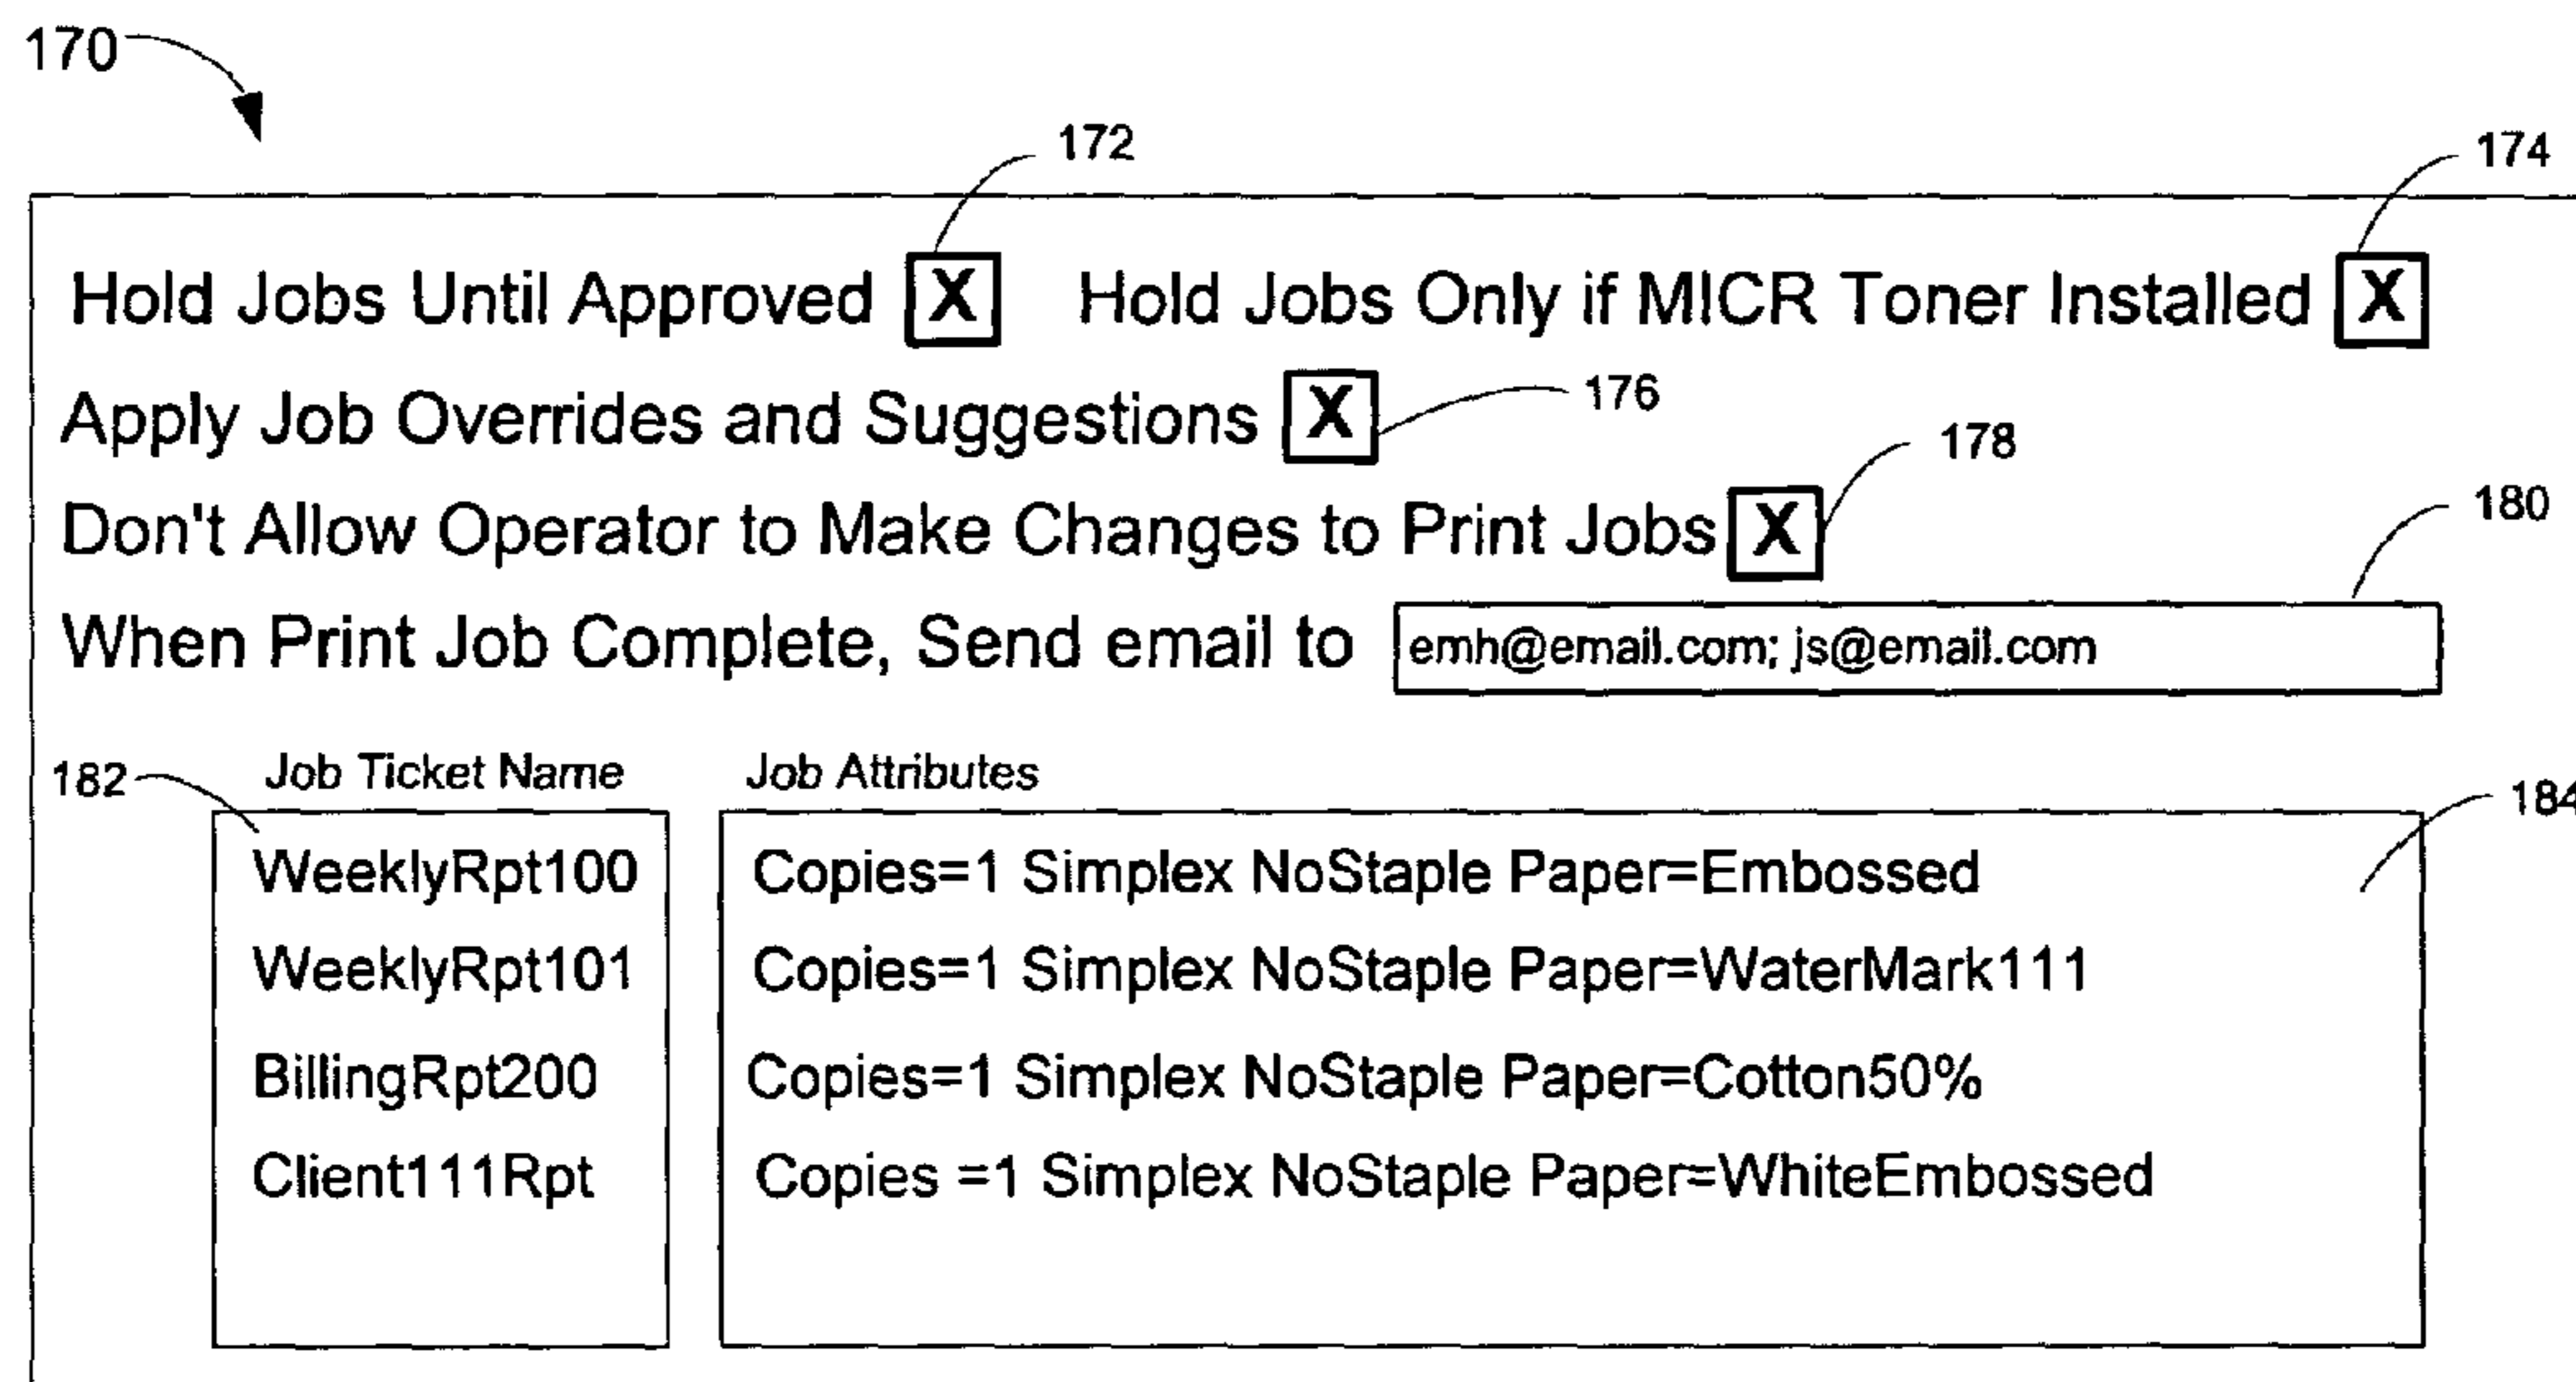 170
172
174
Hold Jobs Until Approved X Hold Jobs Only if MICR Toner Installed X
Apply Job Overrides and Suggestions X 176
178
Don't Allow Operator to Make Changes to Print Jobs X
180
When Print Job Complete, Send email to emh@email.com; js@email.com
182 Job Ticket Name Job Attributes 184
WeeklyRpt100 Copies=1 Simplex NoStaple Paper=Embossed
WeeklyRpt101 Copies=1 Simplex NoStaple Paper=WaterMark111
BillingRpt200 Copies=1 Simplex NoStaple Paper=Cotton50%
Client111Rpt Copies =1 Simplex NoStaple Paper=WhiteEmbossed